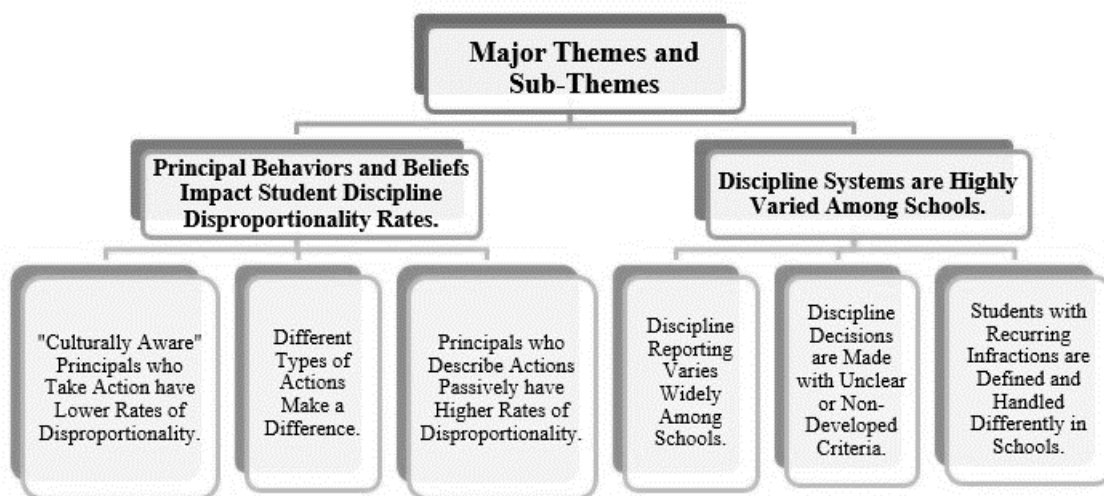 Major Themes and
Sub-Themes
Principal Behaviors and Beliefs
Impact Student Discipline
Disproportionality Rates.
Discipline Systems are Highly
Varied Among Schools.
"Culturally Aware"
Principals who
Take Action have
Lower Rates of
Disproportionality.
Different
Types of
Actions
Make a
Difference.
Principals who
Describe Actions
Passively have
Higher Rates of
Disproportionality.
Discipline
Reporting
Varies
Widely
Among
Schools.
Discipline
Decisions
are Made
with Unclear
or Non-
Developed
Criteria.
Students with
Recurring
Infractions are
Defined and
Handled
Differently in
Schools.